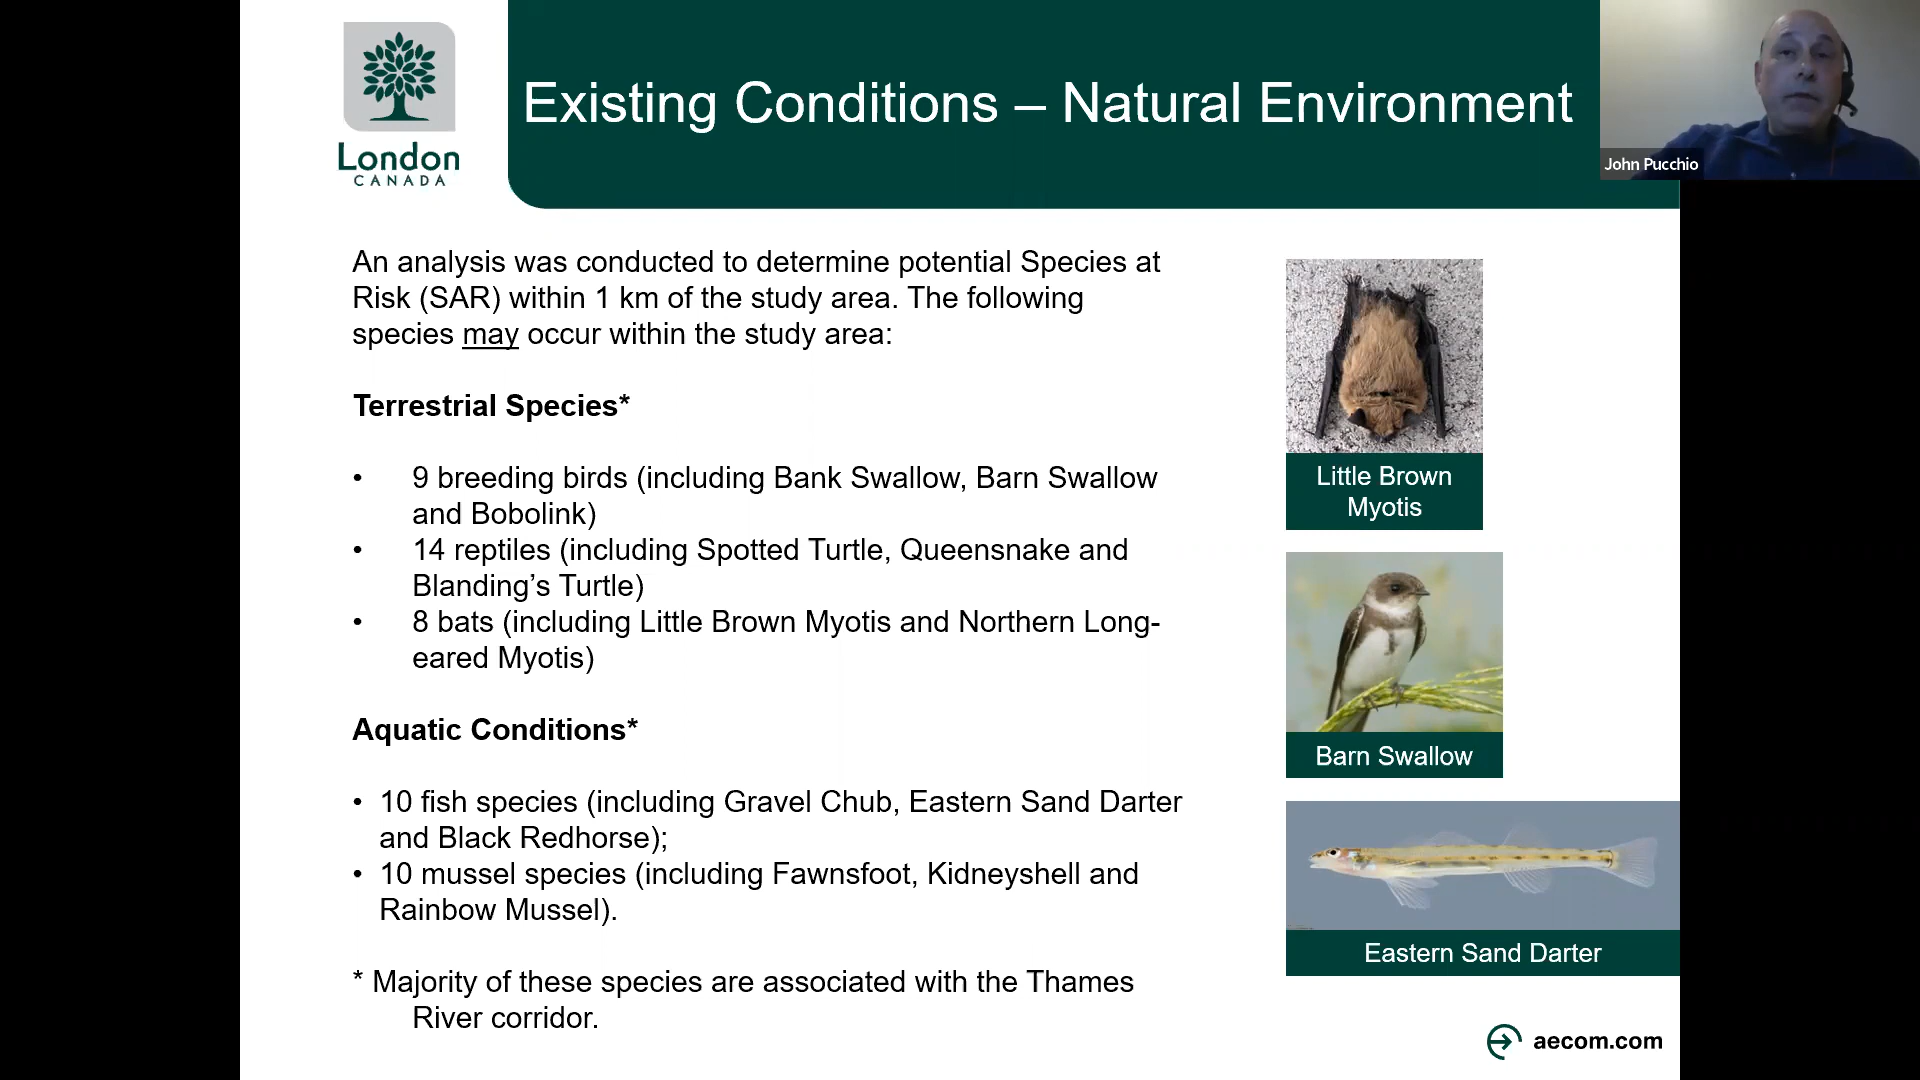 London
CANADA
Existing Conditions – Natural Environment
John Pucchio
An analysis was conducted to determine potential Species at
Risk (SAR) within 1 km of the study area. The following
species may occur within the study area:
Terrestrial Species*
• 9 breeding birds (including Bank Swallow, Barn Swallow
and Bobolink)
• 14 reptiles (including Spotted Turtle, Queensnake and
Blanding’s Turtle)
• 8 bats (including Little Brown Myotis and Northern Long-
eared Myotis)
Aquatic Conditions*
• 10 fish species (including Gravel Chub, Eastern Sand Darter
and Black Redhorse);
• 10 mussel species (including Fawnsfoot, Kidneyshell and
Rainbow Mussel).
* Majority of these species are associated with the Thames
River corridor.
Little Brown
Myotis
Barn Swallow
Eastern Sand Darter
aecom.com